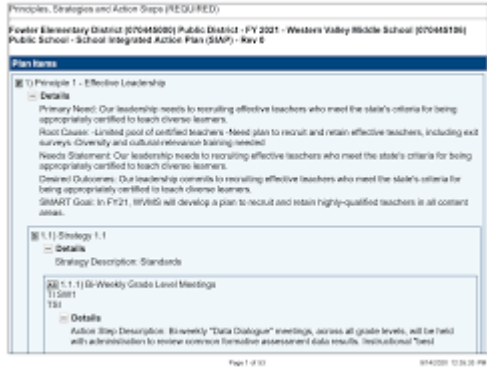 Principles, Strategies and Action Steps (REQUIRED)
Fowler Elementary District (070445000) Public District - FY 2021 - Western Valley Middle School (070445106)
Public School - School Integrated Action Plan (SIAP) - Rev 0
Plan Items
1) Principle 1 - Effective Leadership
Details
Primary Need: Our leadership needs to recruiting effective teachers who meet the state's criteria for being
appropriately certified to teach diverse learners.
Root Cause: -Limited pool of certified teachers -Need plan to recruit and retain effective teachers, including exit
surveys -Diversity and cultural relevance training needed
Needs Statement: Our leadership needs to recruiting effective teachers who meet the state's criteria for being
appropriately certified to teach diverse learners.
Desired Outcomes: Our leadership commits to recruiting effective teachers who meet the state's criteria for
being appropriately certified to teach diverse learners.
SMART Goal: In FY21, WVMS will develop a plan to recruit and retain highly-qualified teachers in all content
areas.
1.1) Strategy 1.1
Details
Strategy Description: Standards
1.1.1) Bi-Weekly Grade Level Meetings
TI SW1
TSI
Details
Action Step Description: Bi-weekly "Data Dialogue" meetings, across all grade levels, will be held
with administration to review common formative assessment data results. Instructional "best
Page 1 of 53